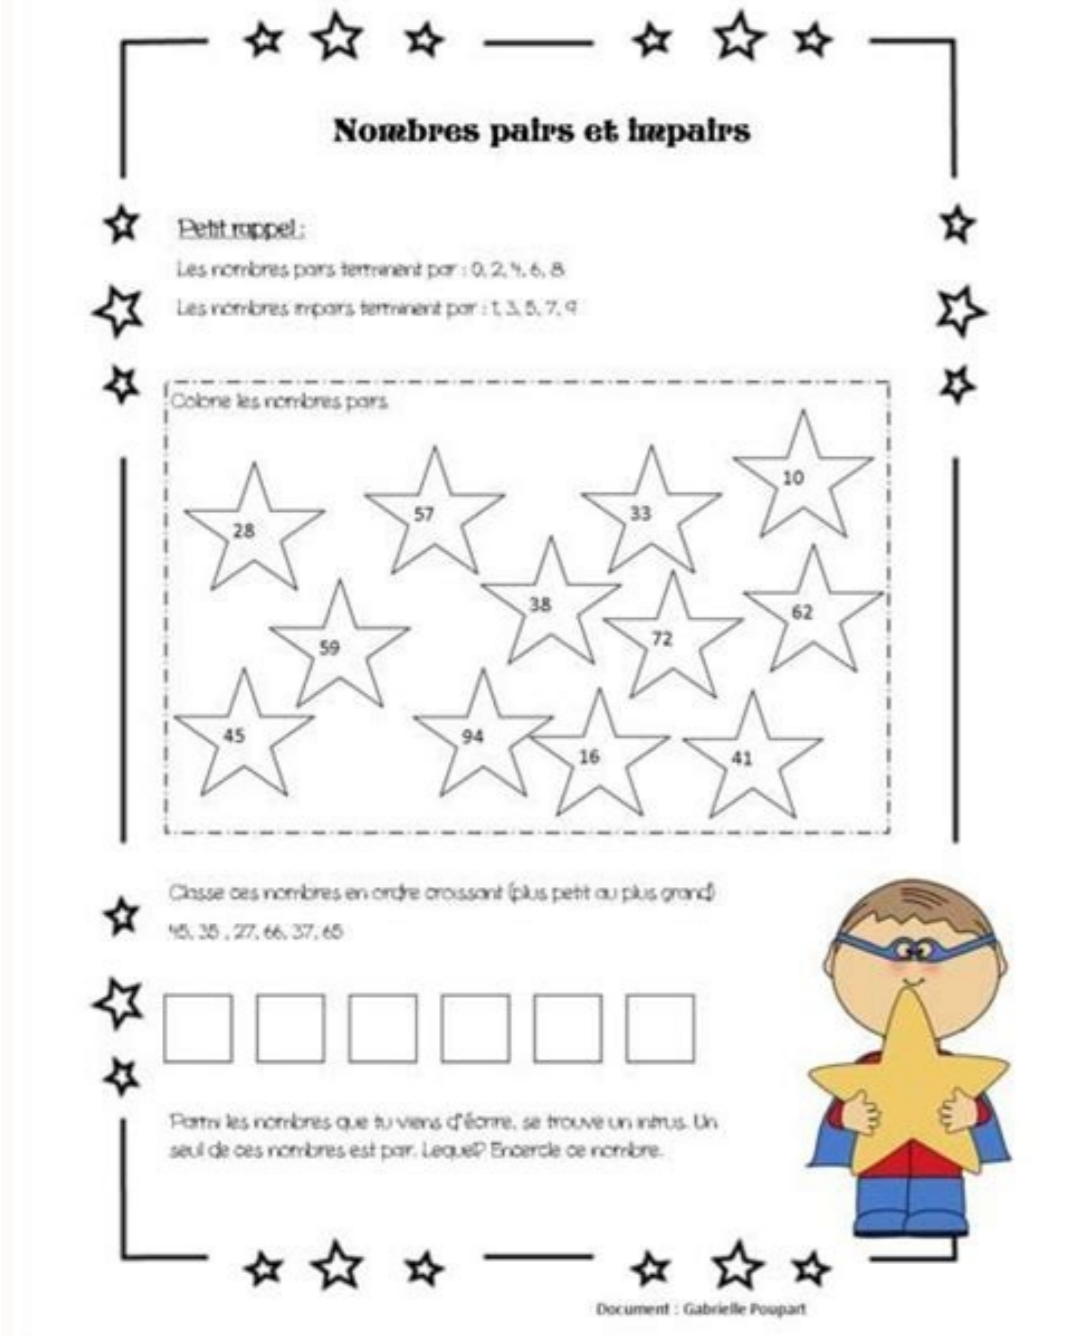 Nombres pairs et impairs
Petit rappel :
Les nombres pairs terminent par : 0, 2, 4, 6, 8
Les nombres impairs terminent par : 1, 3, 5, 7, 9
Colorie les nombres pairs.
10
28
57
33
38
62
59
72
45
94
16
41
Classe ces nombres en ordre croissant (plus petit au plus grand)
45, 35 , 27, 66, 37, 65
Parmi les nombres que tu viens d'écrire, se trouve un intrus. Un
seul de ces nombres est pair. Lequel? Encercle ce nombre.
Document : Gabrielle Poupart